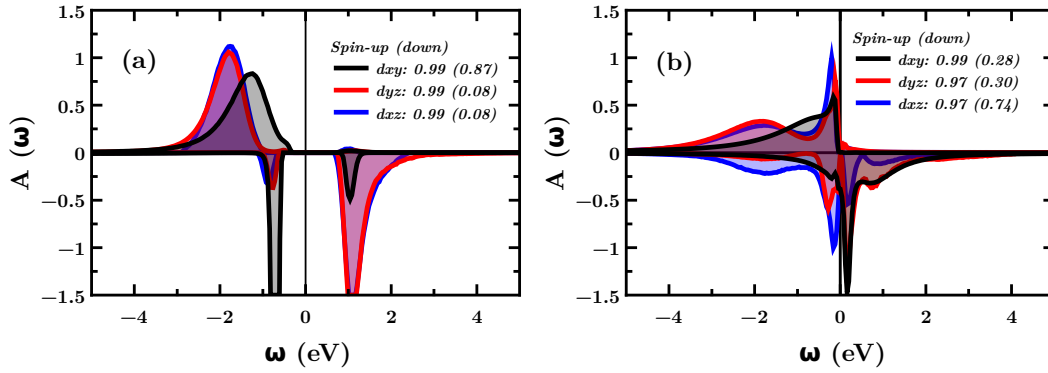 1.5
1
0.5
0
−0.5
−1
−1.5
A (ω)
(a)
Spin-up (down)
dxy: 0.99 (0.87)
dyz: 0.99 (0.08)
dxz: 0.99 (0.08)
−4 −2 0 2 4
ω (eV)
1.5
1
0.5
0
−0.5
−1
−1.5
A (ω)
(b)
Spin-up (down)
dxy: 0.99 (0.28)
dyz: 0.97 (0.30)
dxz: 0.97 (0.74)
−4 −2 0 2 4
ω (eV)